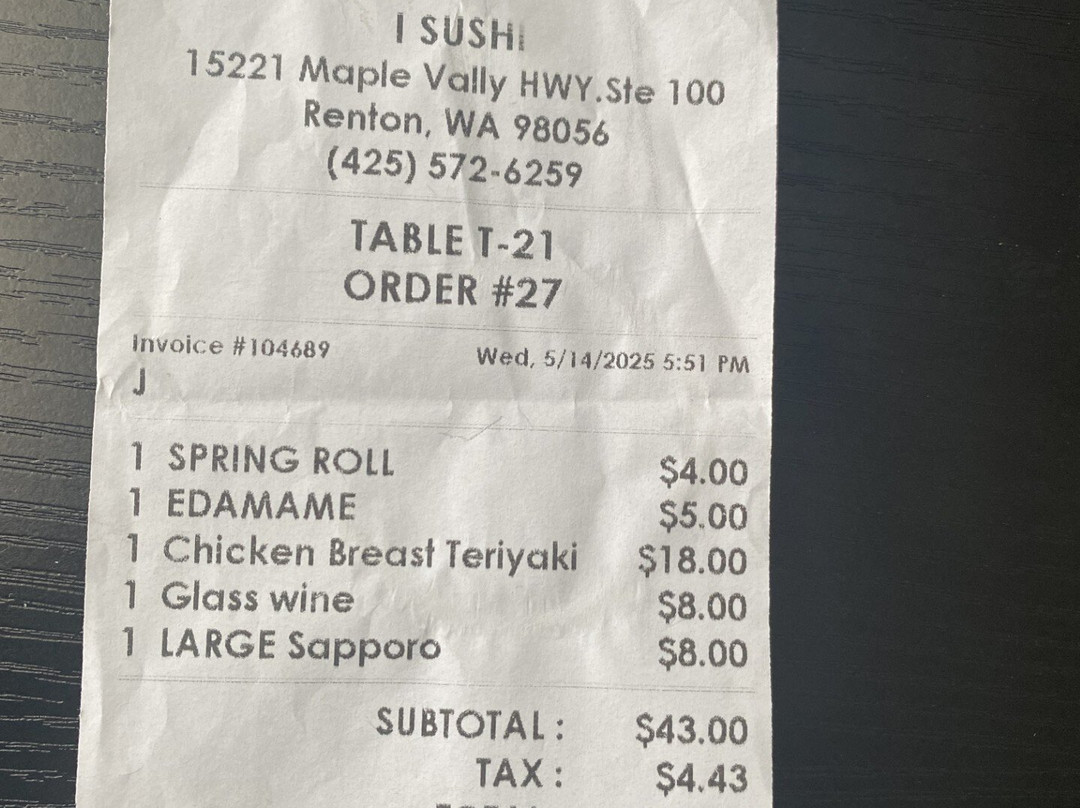 I SUSHI
15221 Maple Vally HWY.Ste 100
Renton, WA 98056
(425) 572-6259
TABLE T-21
ORDER #27
Invoice #104689 Wed, 5/14/2025 5:51 PM
J
1 SPRING ROLL $4.00
1 EDAMAME $5.00
1 Chicken Breast Teriyaki $18.00
1 Glass wine $8.00
1 LARGE Sapporo $8.00
SUBTOTAL: $43.00
TAX: $4.43